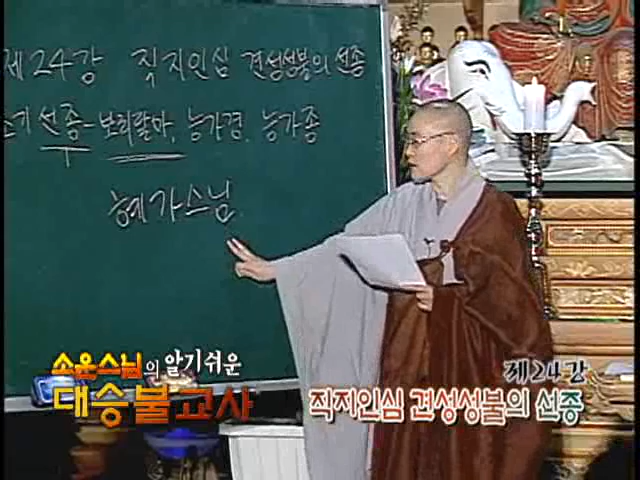 제24강 직지인심 견성성불의 선종
초기 선종-보리달마, 능가경, 능가종
혜가스님
소운스님의 알기쉬운
대승불교사
제24강
직지인심 견성성불의 선종